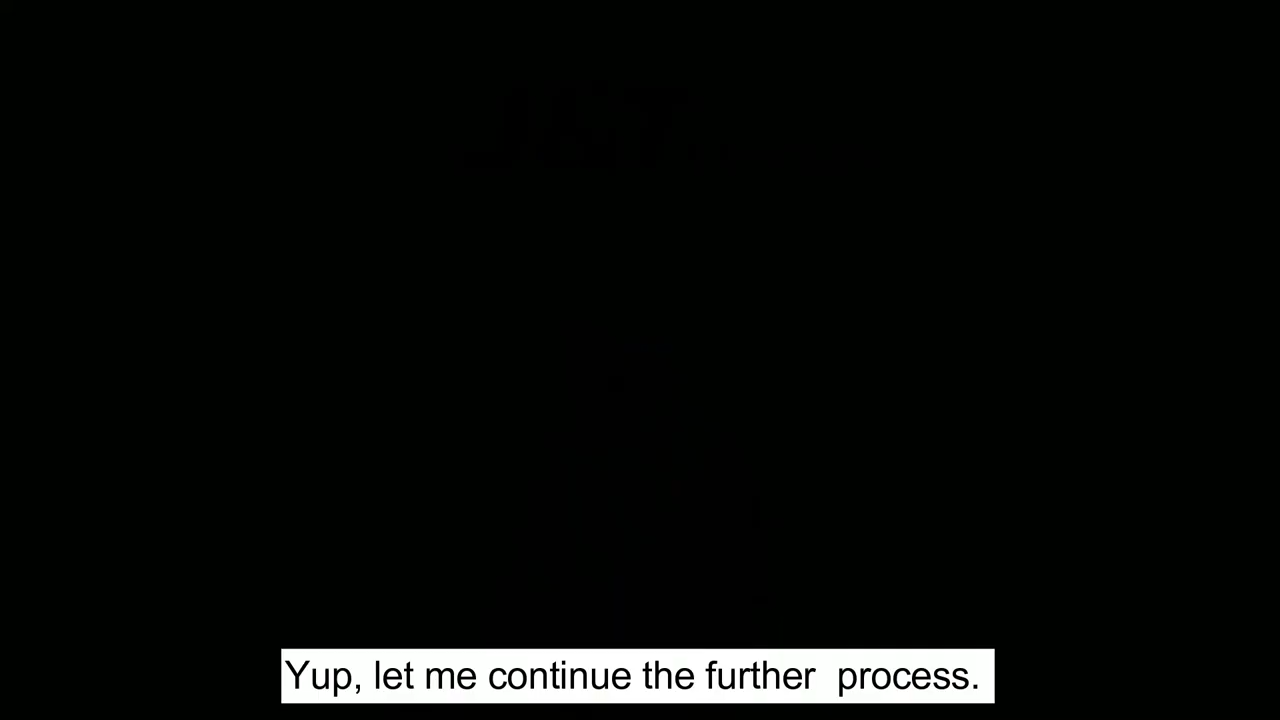 Yup, let me continue the further  process.